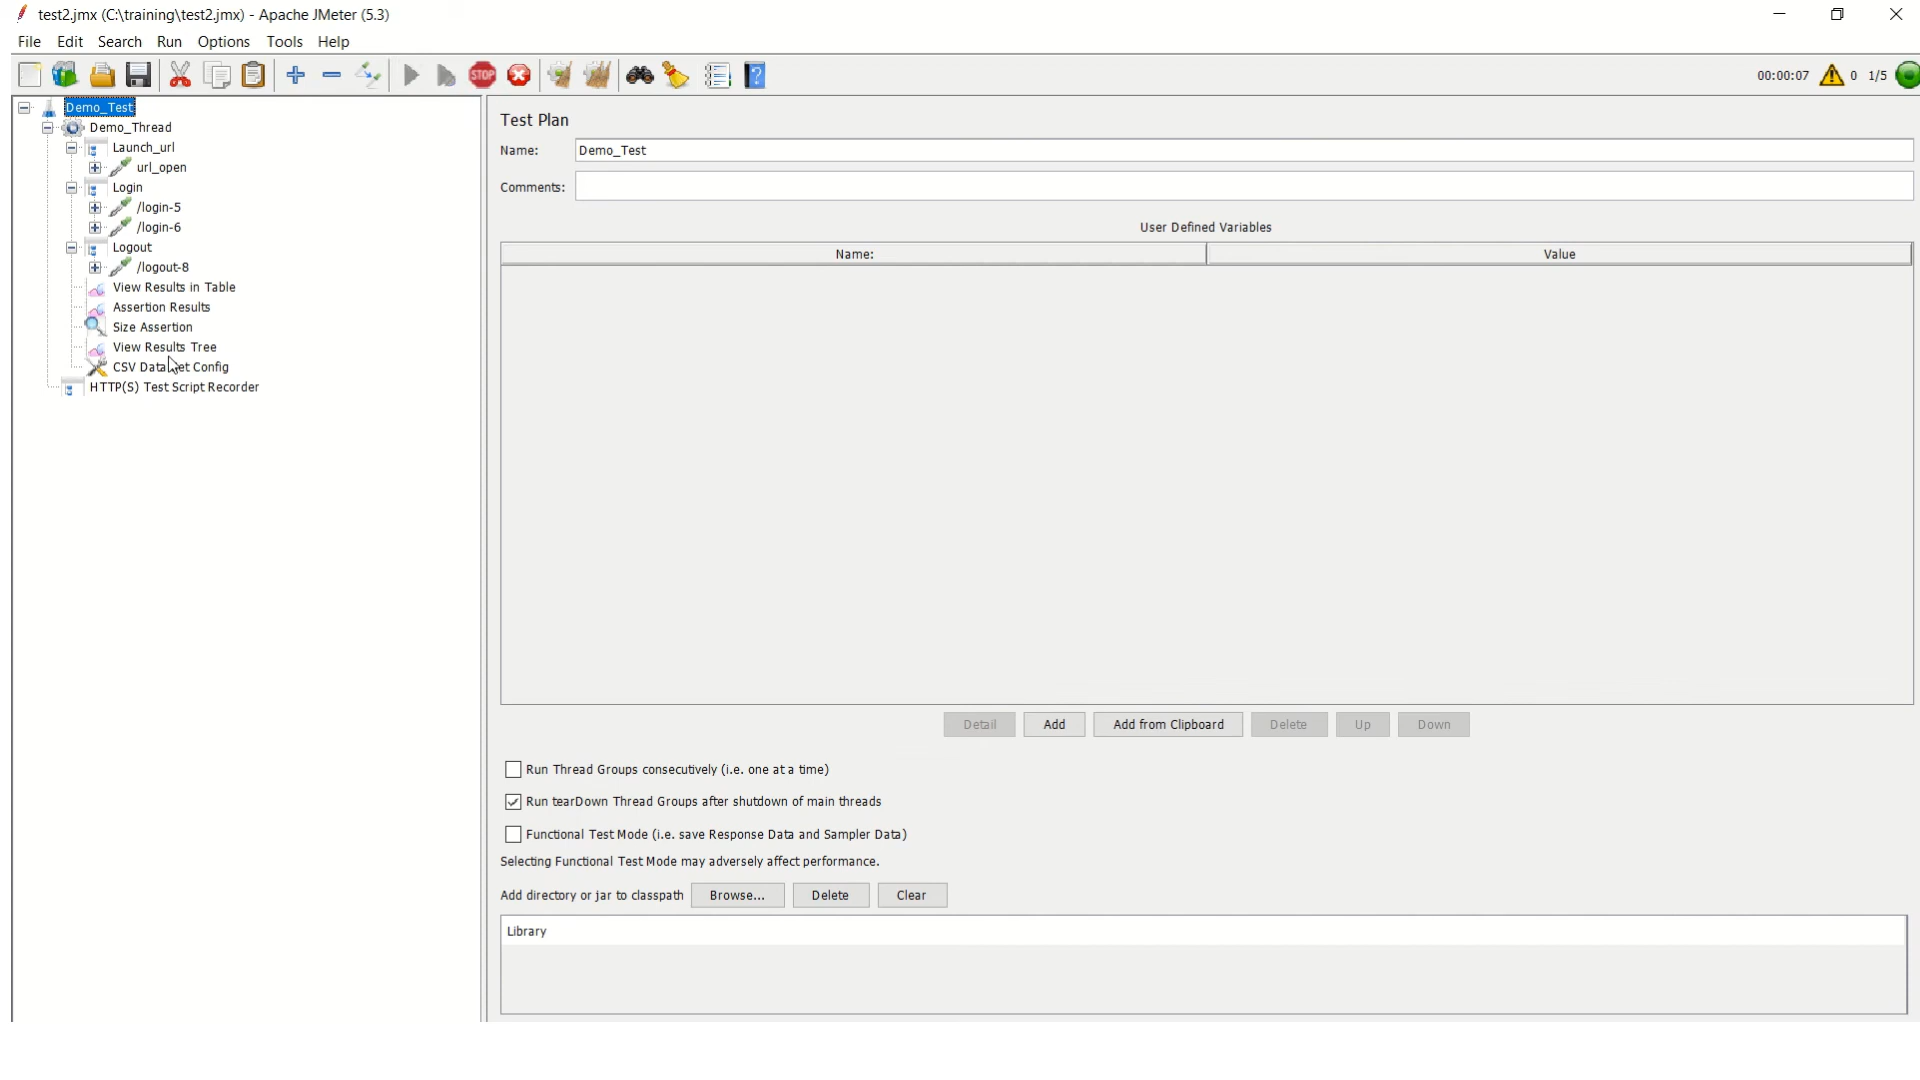 test2.jmx (C:\training\test2.jmx) - Apache JMeter (5.3)
File Edit Search Run Options Tools Help
STOP
?
00:00:07 0 1/5
Demo_Test
Demo_Thread
Launch_url
url_open
Login
/login-5
/login-6
Logout
/logout-8
View Results in Table
Assertion Results
Size Assertion
View Results Tree
CSV Data Set Config
HTTP(S) Test Script Recorder
Test Plan
Name: Demo_Test
Comments:
User Defined Variables
Name: Value
Detail Add Add from Clipboard Delete Up Down
Run Thread Groups consecutively (i.e. one at a time)
Run tearDown Thread Groups after shutdown of main threads
Functional Test Mode (i.e. save Response Data and Sampler Data)
Selecting Functional Test Mode may adversely affect performance.
Add directory or jar to classpath Browse... Delete Clear
Library